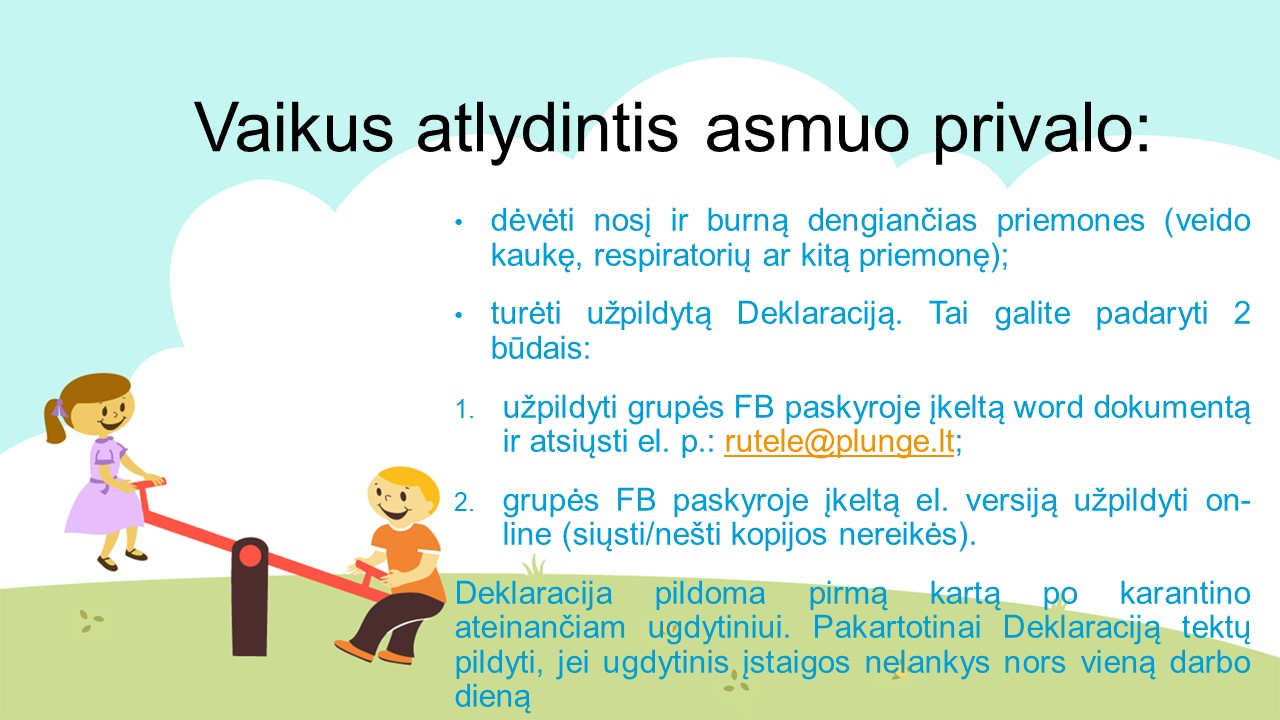 Vaikus atlydintis asmuo privalo:
• dėvėti nosį ir burną dengiančias priemones (veido
kaukę, respiratorių ar kitą priemonę);
• turėti užpildytą Deklaraciją. Tai galite padaryti 2
būdais:
1. užpildyti grupės FB paskyroje įkeltą word dokumentą
ir atsiųsti el. p.: rutele@plunge.lt;
2. grupės FB paskyroje įkeltą el. versiją užpildyti on-
line (siųsti/nešti kopijos nereikės).
Deklaracija pildoma pirmą kartą po karantino
ateinančiam ugdytiniui. Pakartotinai Deklaraciją tektų
pildyti, jei ugdytinis įstaigos nelankys nors vieną darbo
dieną